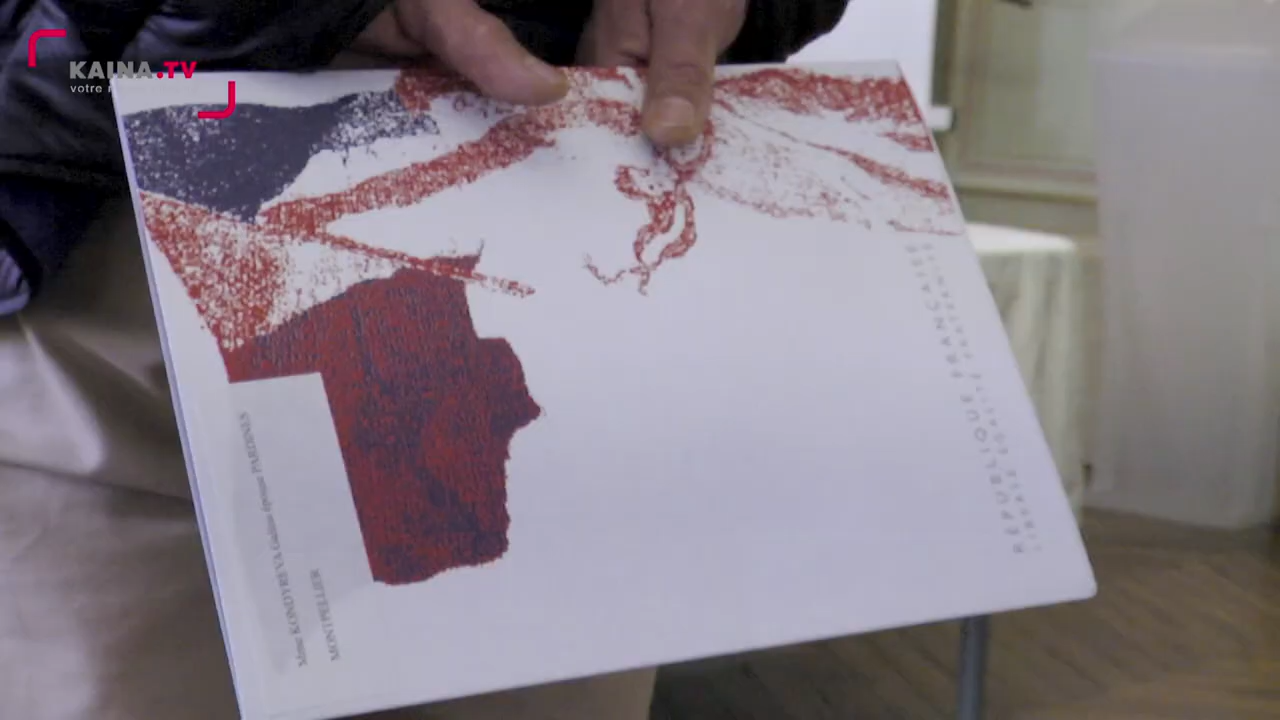 KAINA.TV
votre
RÉPUBLIQUE FRANÇAISE
LIBERTÉ ÉGALITÉ FRATERNITÉ
Mme KONDYREVA Galina épouse PARDINES
MONTPELLIER